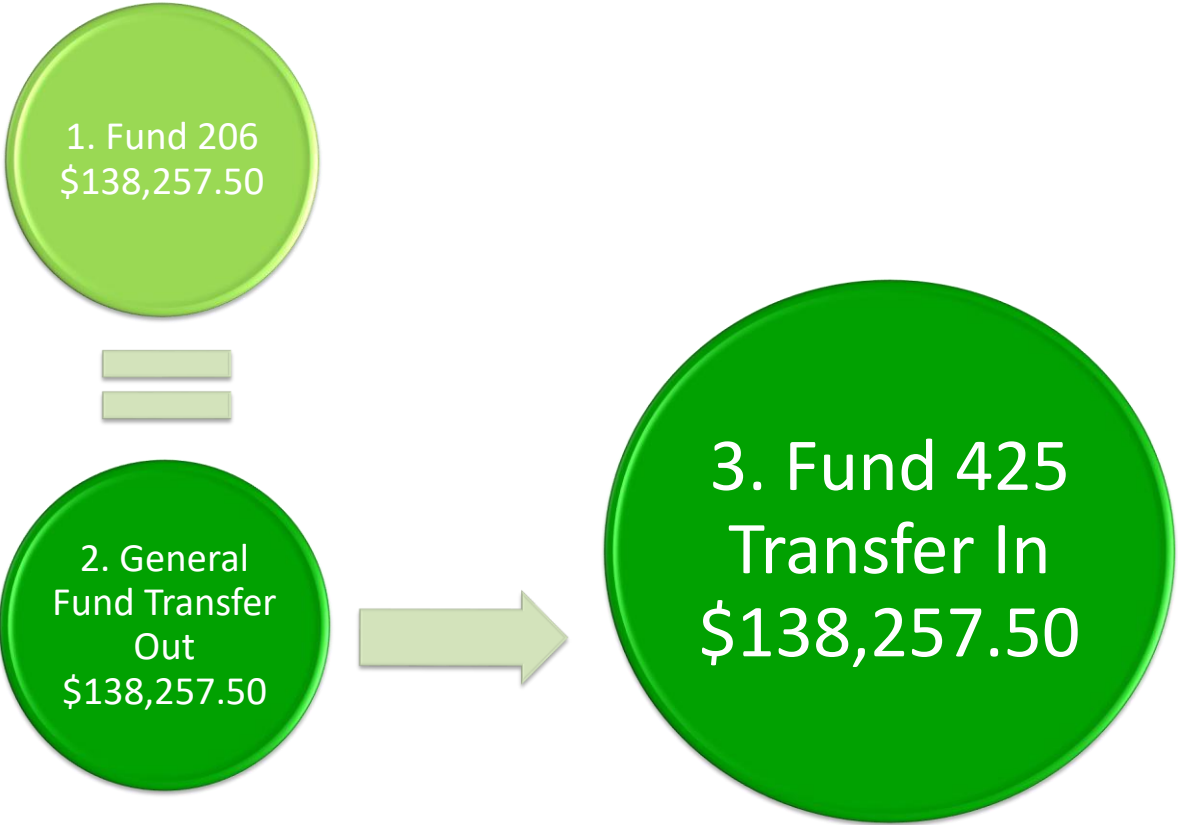 1. Fund 206
$138,257.50
2. General
Fund Transfer
Out
$138,257.50
3. Fund 425
Transfer In
$138,257.50